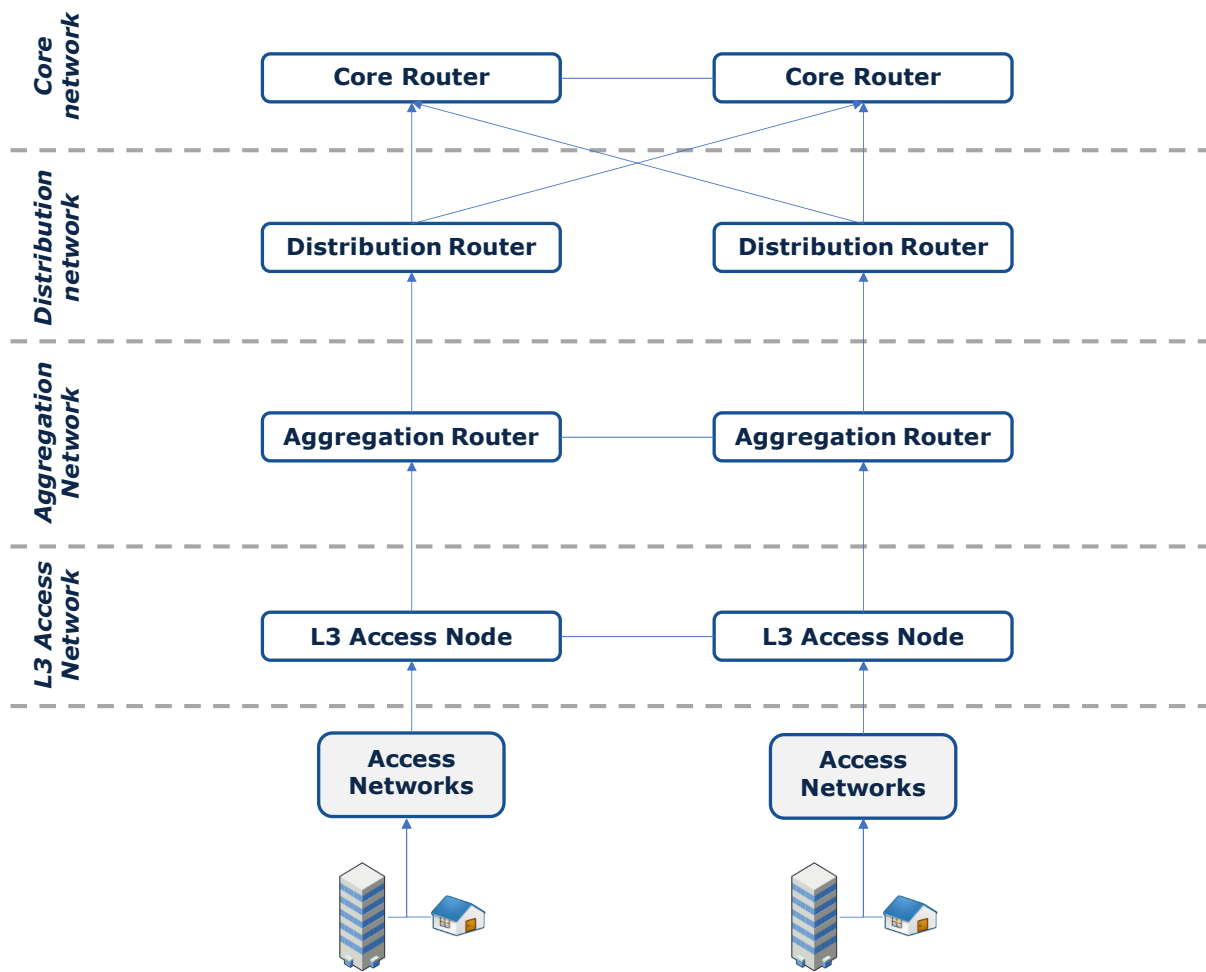 Core
network
Core Router
Core Router
Distribution
network
Distribution Router
Distribution Router
Aggregation
Network
Aggregation Router
Aggregation Router
L3 Access
Network
L3 Access Node
L3 Access Node
Access
Networks
Access
Networks